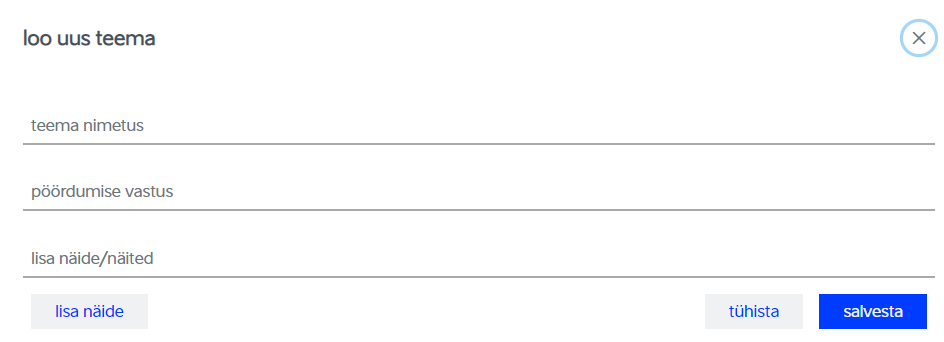 loo uus teema
teema nimetus
pöördumise vastus
lisa näide/näited
lisa näide
tühista
salvesta